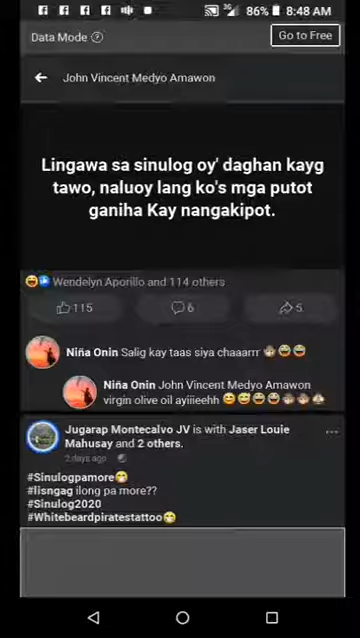 3G 86% 8:48 AM
Data Mode ?
Go to Free
John Vincent Medyo Amawon
Lingawa sa sinulog oy' daghan kayg
tawo, naluoy lang ko's mga putot
ganiha Kay nangakipot.
Wendelyn Aporillo and 114 others
115
6
5
Niña Onin Salig kay taas siya chaaarrr
Niña Onin John Vincent Medyo Amawon
virgin olive oil ayiiieehh
Jugarap Montecalvo JV is with Jaser Louie
Mahusay and 2 others.
2 days ago
#Sinulogpamore
#Iisngag ilong pa more??
#Sinulog2020
#Whitebeardpiratestattoo